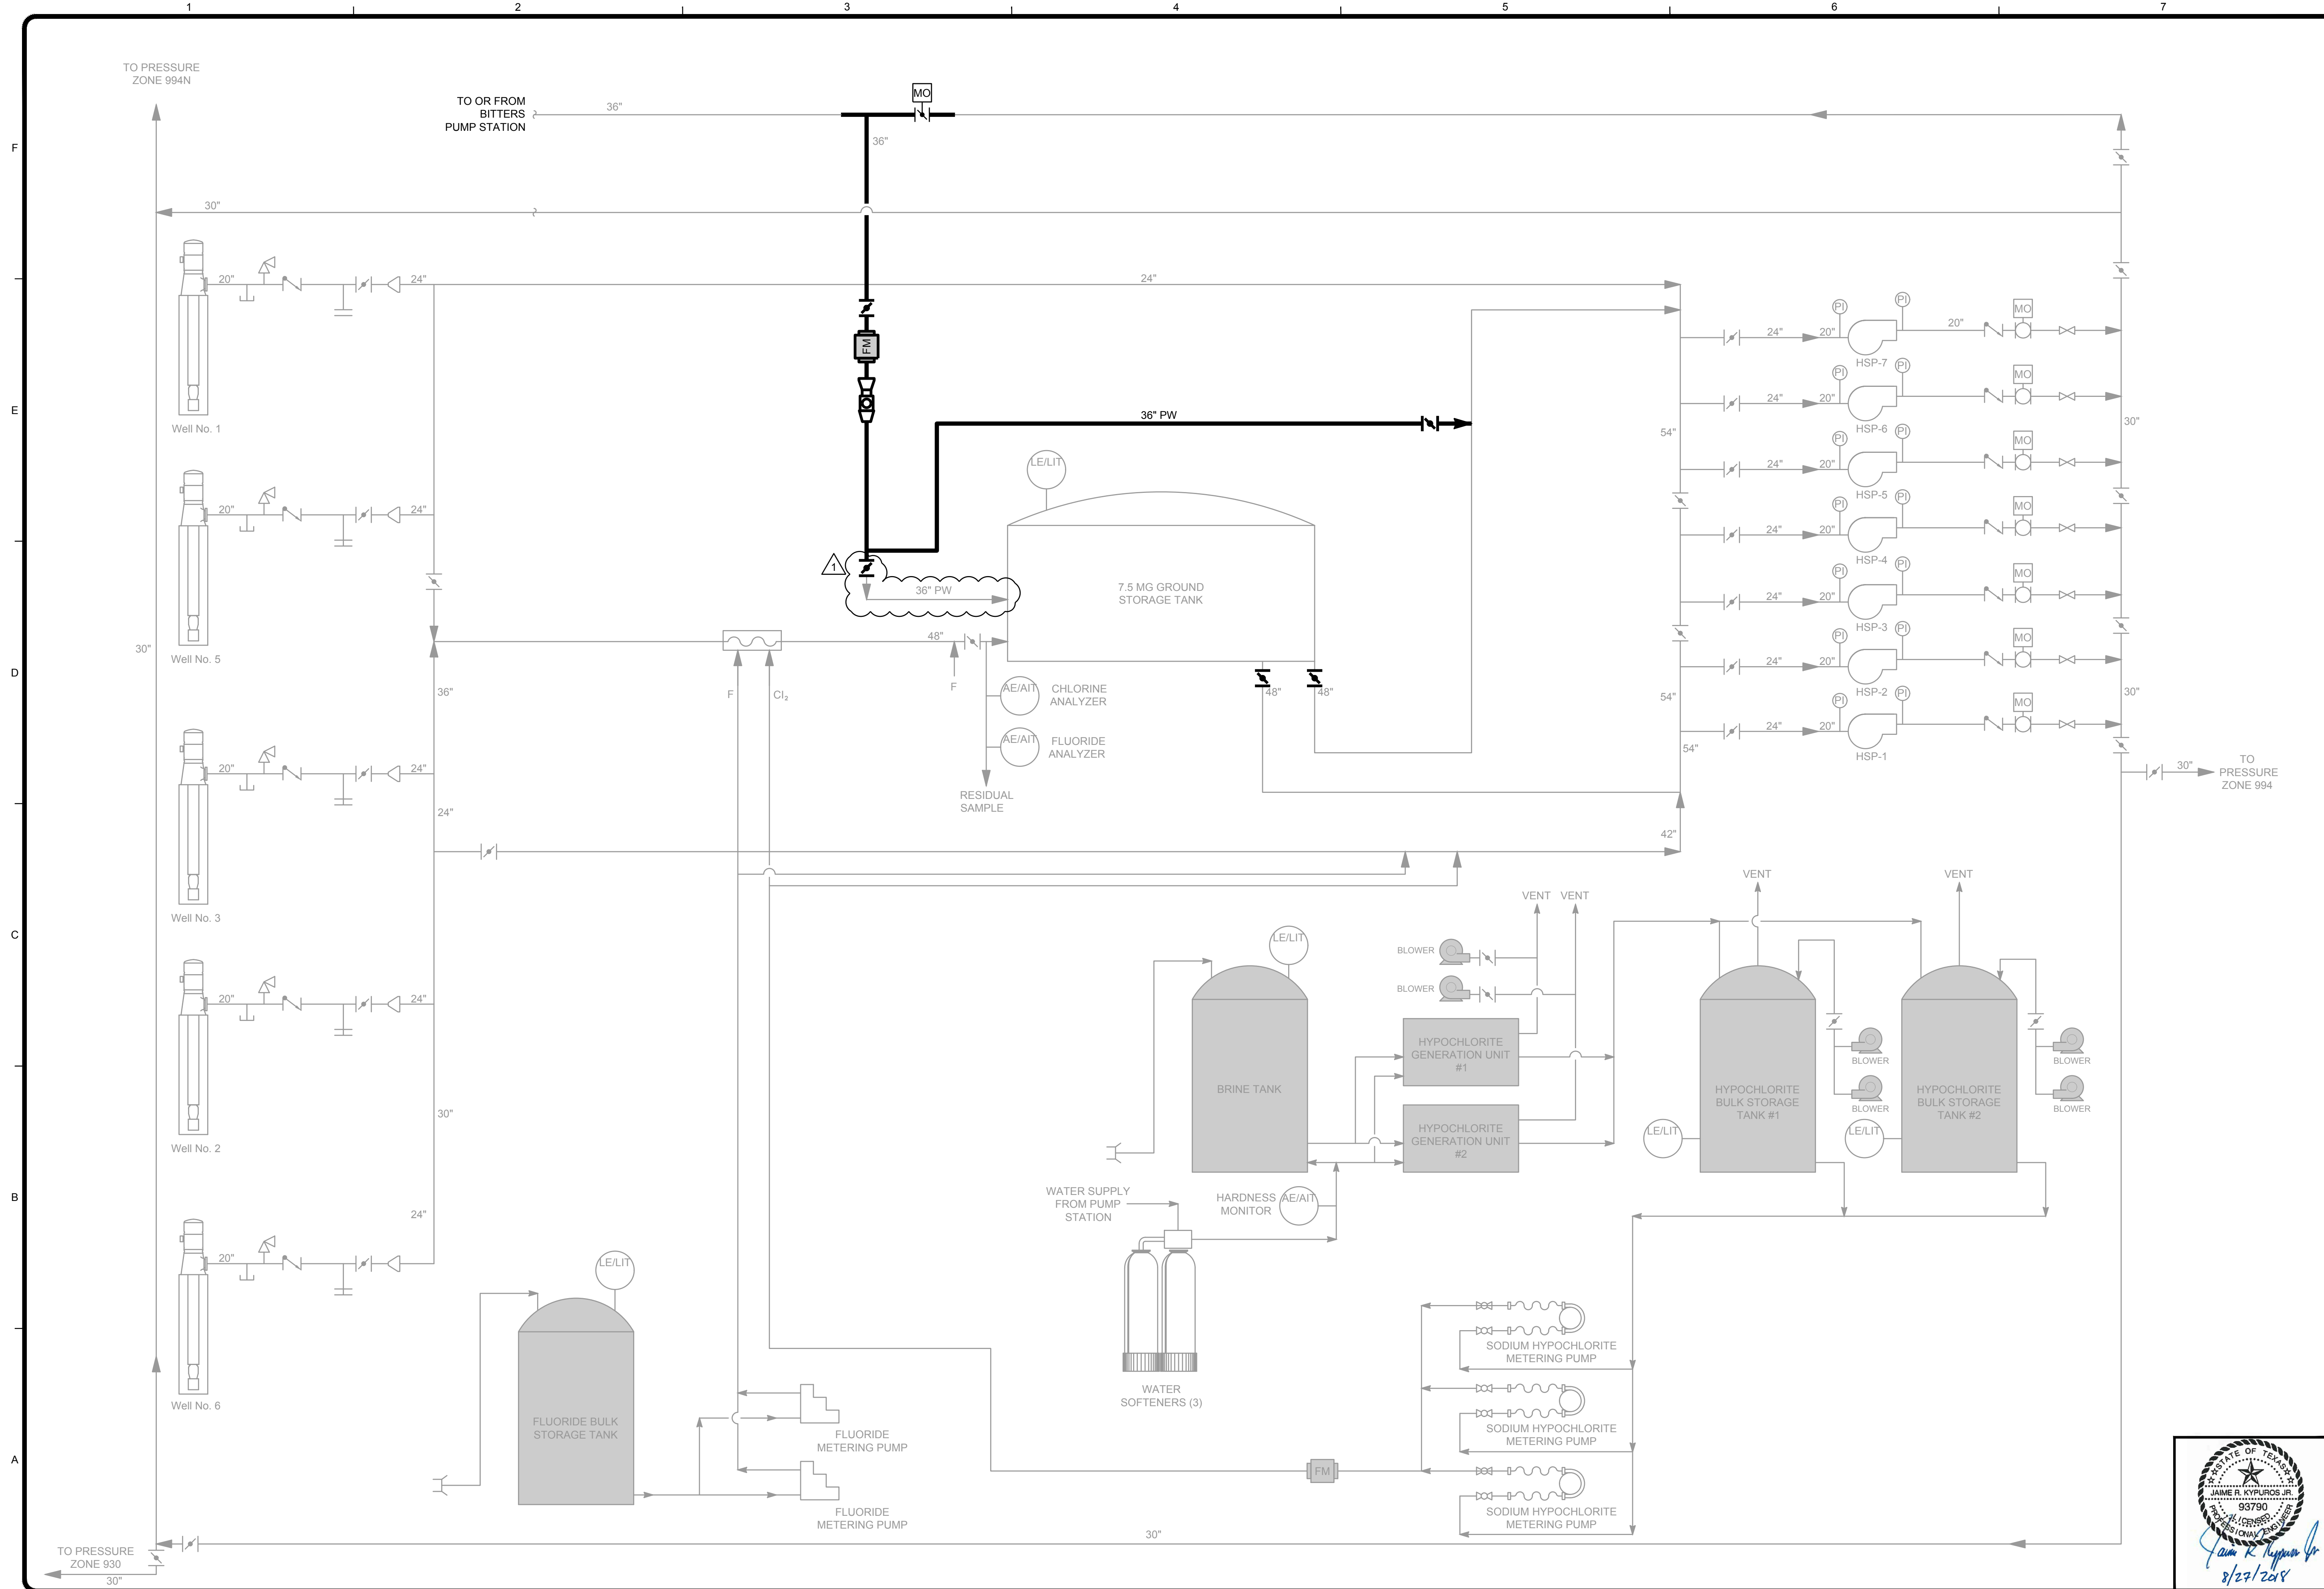 1 2 3 4 5 6 7
F
E
D
C
B
A
TO PRESSURE
ZONE 994N
TO OR FROM
BITTERS
PUMP STATION
36"
MO
36"
30"
20"
24"
Well No. 1
20"
24"
Well No. 5
20"
24"
Well No. 3
20"
24"
Well No. 2
20"
Well No. 6
30"
36"
24"
30"
24"
24"
FM
36" PW
LE/LIT
1
36" PW
7.5 MG GROUND
STORAGE TANK
48"
F
Cl₂
F
AE/AIT
CHLORINE
ANALYZER
AE/AIT
FLUORIDE
ANALYZER
RESIDUAL
SAMPLE
48"
48"
54"
54"
54"
42"
24"
20"
PI
PI
20"
MO
HSP-7
24"
20"
PI
PI
MO
HSP-6
24"
20"
PI
PI
MO
HSP-5
24"
20"
PI
PI
MO
HSP-4
24"
20"
PI
PI
MO
HSP-3
24"
20"
PI
PI
MO
HSP-2
24"
20"
PI
PI
MO
HSP-1
30"
30"
30"
TO
PRESSURE
ZONE 994
VENT
VENT
BLOWER
BLOWER
LE/LIT
BRINE TANK
HYPOCHLORITE
GENERATION UNIT
#1
HYPOCHLORITE
GENERATION UNIT
#2
VENT
VENT
HYPOCHLORITE
BULK STORAGE
TANK #1
HYPOCHLORITE
BULK STORAGE
TANK #2
BLOWER
BLOWER
BLOWER
BLOWER
LE/LIT
LE/LIT
WATER SUPPLY
FROM PUMP
STATION
HARDNESS
MONITOR
AE/AIT
WATER
SOFTENERS (3)
LE/LIT
FLUORIDE BULK
STORAGE TANK
FLUORIDE
METERING PUMP
FLUORIDE
METERING PUMP
SODIUM HYPOCHLORITE
METERING PUMP
SODIUM HYPOCHLORITE
METERING PUMP
SODIUM HYPOCHLORITE
METERING PUMP
FM
30"
TO PRESSURE
ZONE 930
30"
STATE OF TEXAS
JAIME R. KYPUROS JR.
93790
LICENSED
PROFESSIONAL ENGINEER
Jaime R Kypuros Jr
8/27/2018